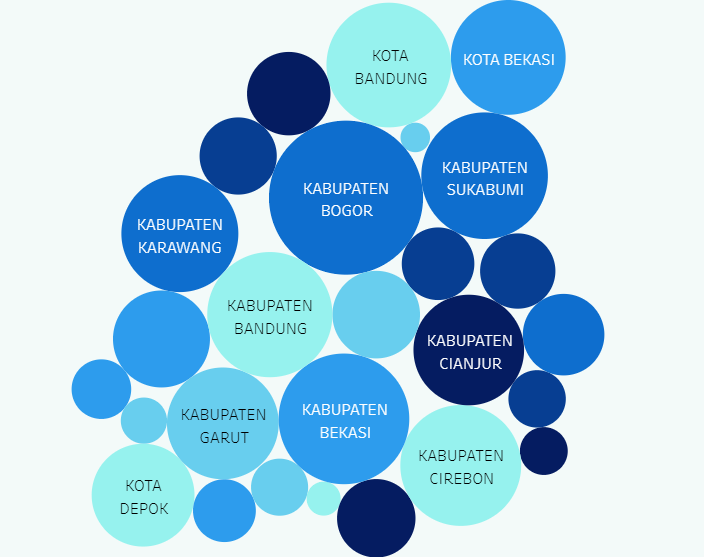 KOTA
BANDUNG
KOTA BEKASI
KABUPATEN
BOGOR
KABUPATEN
SUKABUMI
KABUPATEN
KARAWANG
KABUPATEN
BANDUNG
KABUPATEN
CIANJUR
KABUPATEN
GARUT
KABUPATEN
BEKASI
KABUPATEN
CIREBON
KOTA
DEPOK